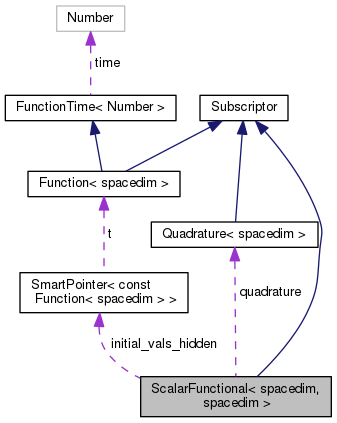 Number
time
FunctionTime< Number >
Subscriptor
Function< spacedim >
t
Quadrature< spacedim >
SmartPointer< const
Function< spacedim > >
quadrature
initial_vals_hidden
ScalarFunctional< spacedim,
spacedim >